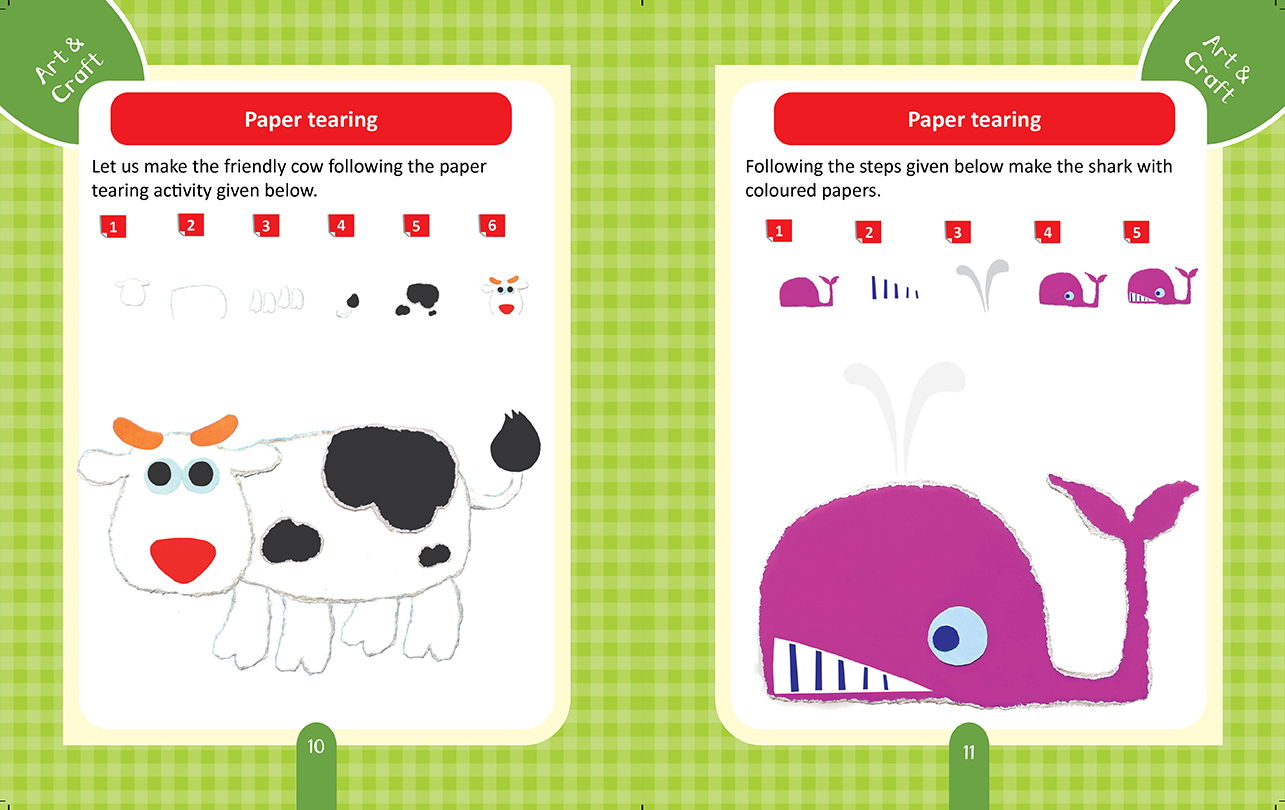 Art &
Craft
Paper tearing
Let us make the friendly cow following the paper
tearing activity given below.
1 2 3 4 5 6
10
Art &
Craft
Paper tearing
Following the steps given below make the shark with
coloured papers.
1 2 3 4 5
11